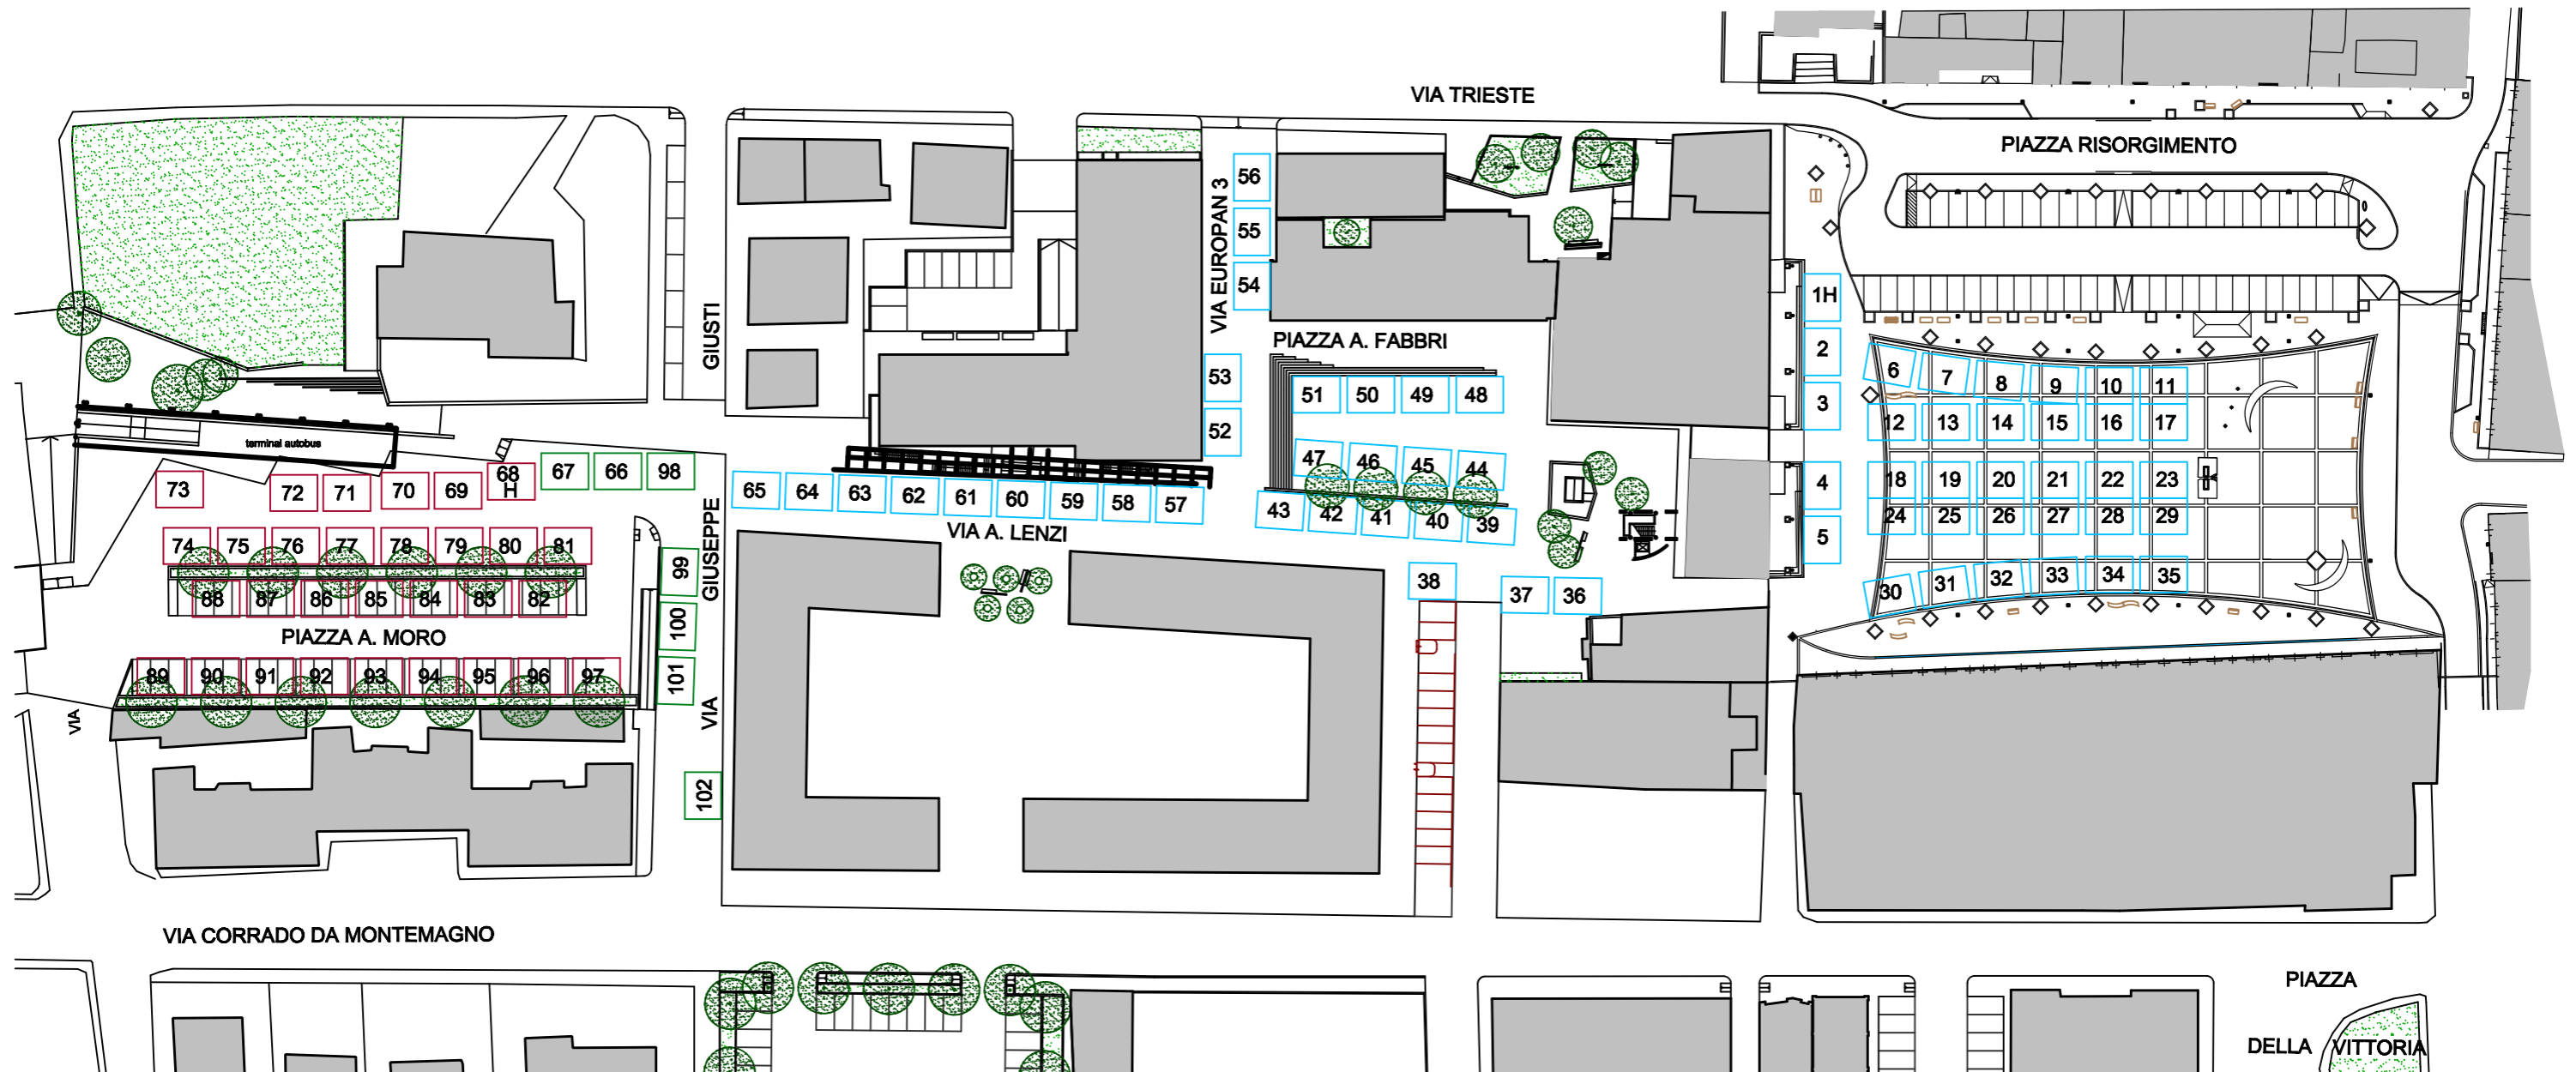 VIA TRIESTE
PIAZZA RISORGIMENTO
56
55
54
VIA EUROPAN 3
PIAZZA A. FABBRI
GIUSTI
1H
2
3
4
5
6 7 8 9 10 11
12 13 14 15 16 17
18 19 20 21 22 23
24 25 26 27 28 29
30 31 32 33 34 35
53
52
51 50 49 48
47 46 45 44
43 42 41 40 39
38 37 36
terminal autobus
73 72 71 70 69 68 H 67 66 98
65 64 63 62 61 60 59 58 57
VIA A. LENZI
GIUSEPPE
74 75 76 77 78 79 80 81
88 87 86 85 84 83 82
99
100
101
102
PIAZZA A. MORO
89 90 91 92 93 94 95 96 97
VIA
VIA
VIA CORRADO DA MONTEMAGNO
PIAZZA
DELLA VITTORIA